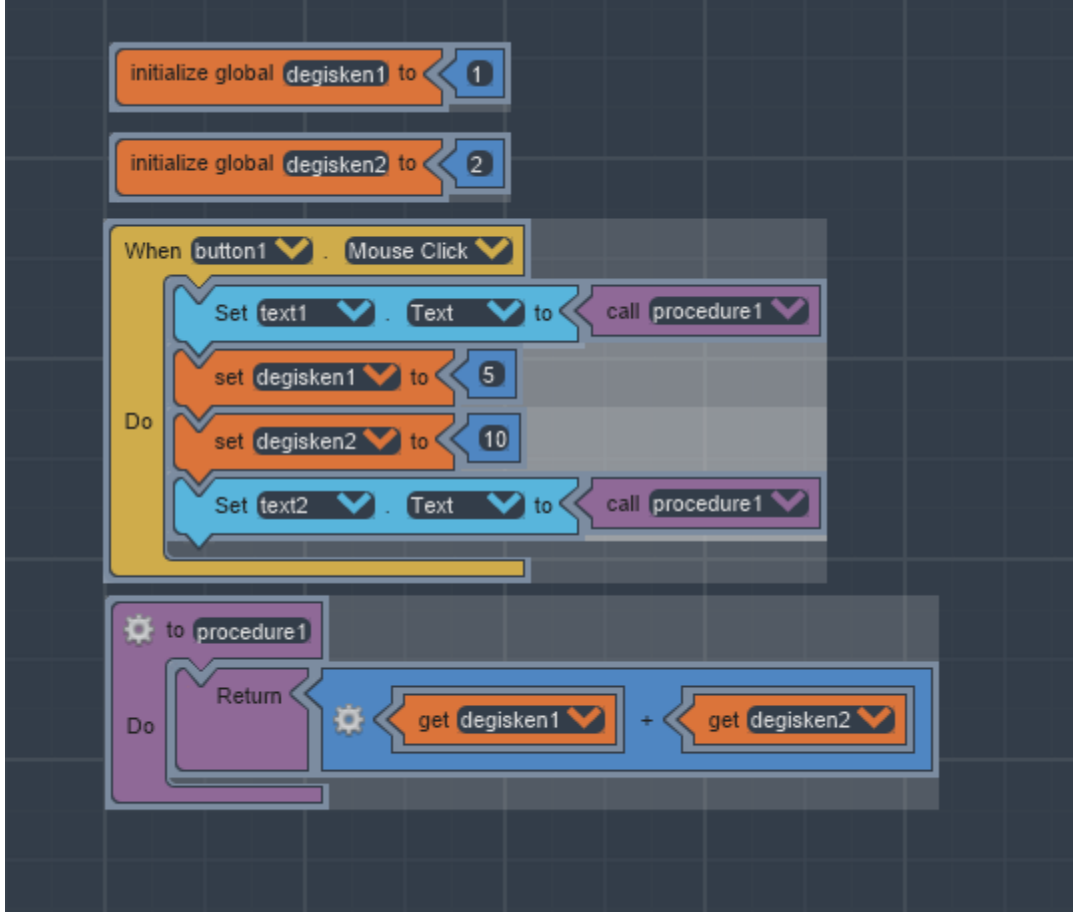 initialize global degisken1 to 1
initialize global degisken2 to 2
When button1 . Mouse Click
Set text1 . Text to call procedure1
set degisken1 to 5
Do
set degisken2 to 10
Set text2 . Text to call procedure1
to procedure1
Return
Do
get degisken1 + get degisken2